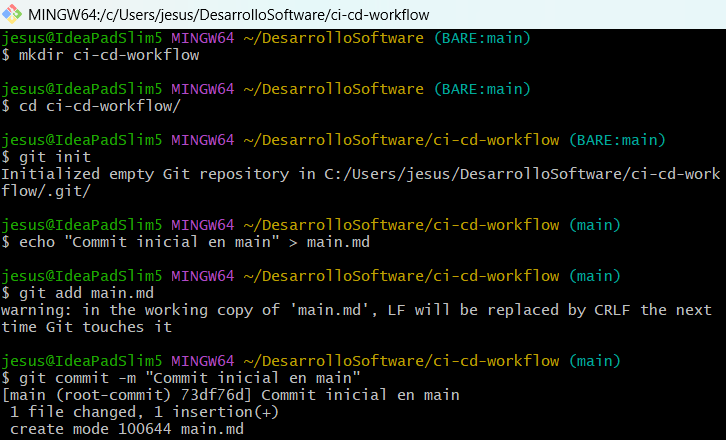 MINGW64:/c/Users/jesus/DesarrolloSoftware/ci-cd-workflow
jesus@IdeaPadSlim5 MINGW64 ~/DesarrolloSoftware (BARE:main)
$ mkdir ci-cd-workflow
jesus@IdeaPadSlim5 MINGW64 ~/DesarrolloSoftware (BARE:main)
$ cd ci-cd-workflow/
jesus@IdeaPadSlim5 MINGW64 ~/DesarrolloSoftware/ci-cd-workflow (BARE:main)
$ git init
Initialized empty Git repository in C:/Users/jesus/DesarrolloSoftware/ci-cd-work
flow/.git/
jesus@IdeaPadSlim5 MINGW64 ~/DesarrolloSoftware/ci-cd-workflow (main)
$ echo "Commit inicial en main" > main.md
jesus@IdeaPadSlim5 MINGW64 ~/DesarrolloSoftware/ci-cd-workflow (main)
$ git add main.md
warning: in the working copy of 'main.md', LF will be replaced by CRLF the next
time Git touches it
jesus@IdeaPadSlim5 MINGW64 ~/DesarrolloSoftware/ci-cd-workflow (main)
$ git commit -m "Commit inicial en main"
[main (root-commit) 73df76d] Commit inicial en main
 1 file changed, 1 insertion(+)
 create mode 100644 main.md